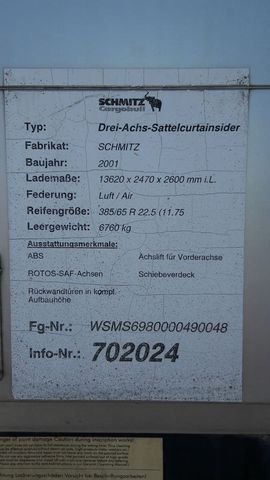 SCHMITZ
Cargobull
Typ: Drei-Achs-Sattelcurtainsider
Fabrikat: SCHMITZ
Baujahr: 2001
Lademaße: 13620 x 2470 x 2600 mm i.L.
Federung: Luft / Air
Reifengröße: 385/65 R 22.5 (11.75
Leergewicht: 6760 kg
Ausstattungsmerkmale:
ABS Achslift für Vorderachse
ROTOS-SAF-Achsen Schiebeverdeck
Rückwandtüren in kompl.
Aufbauhöhe
Fg-Nr.: WSMS6980000490048
Info-Nr.: 702024